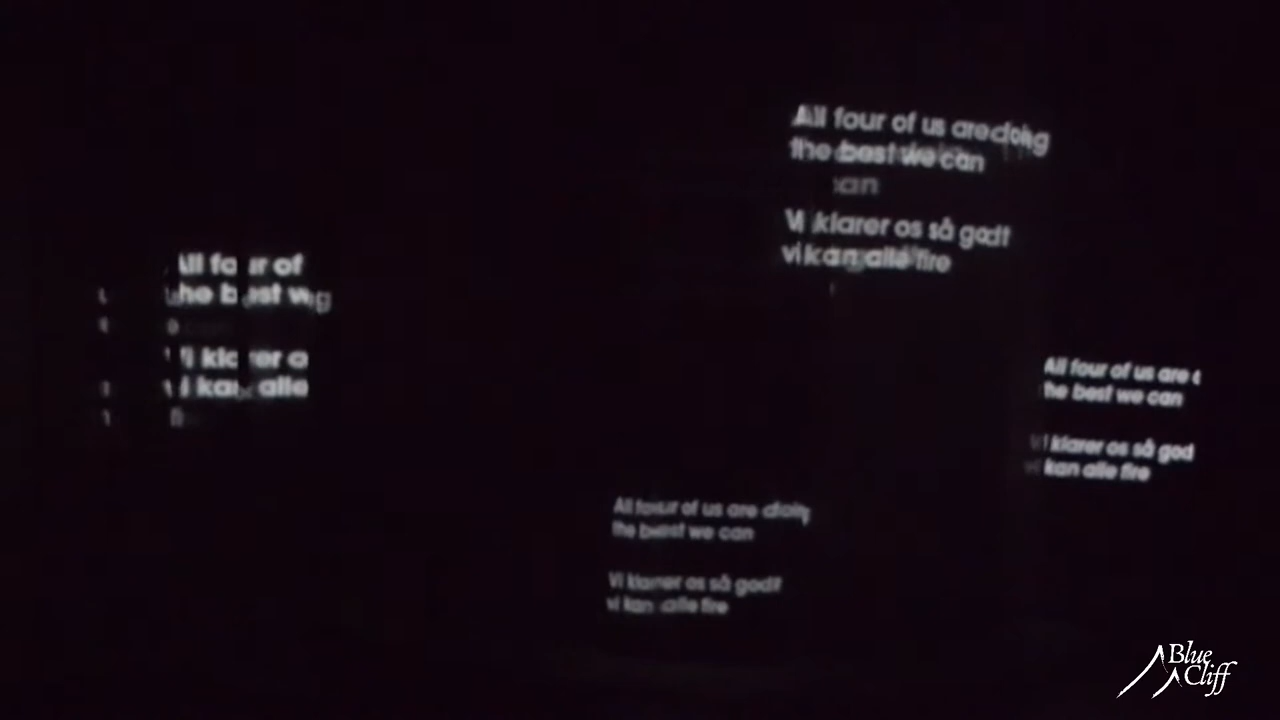 All four of us are doing
the best we can
can
Vi klarer os så godt
vi kan alle fire
All four of
the best we
Vi klarer o
vi kan alle
fi
All four of us are d
the best we can
Vi klarer os så god
vi kan alle fire
All four of us are doing
the best we can
Vi klarer os så godt
vi kan alle fire
Blue
Cliff